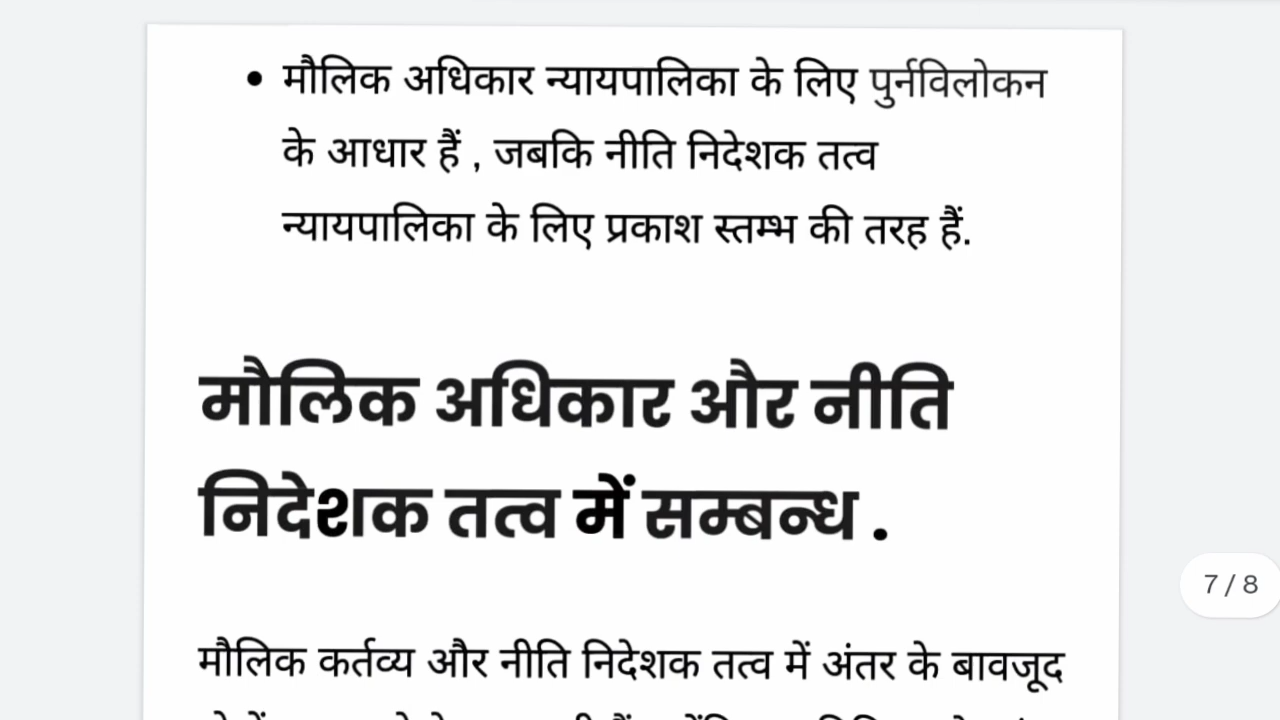 • मौलिक अधिकार न्यायपालिका के लिए पुर्नविलोकन
के आधार हैं , जबकि नीति निदेशक तत्व
न्यायपालिका के लिए प्रकाश स्तम्भ की तरह हैं.
मौलिक अधिकार और नीति
निदेशक तत्व में सम्बन्ध .
7 / 8
मौलिक कर्तव्य और नीति निदेशक तत्व में अंतर के बावजूद